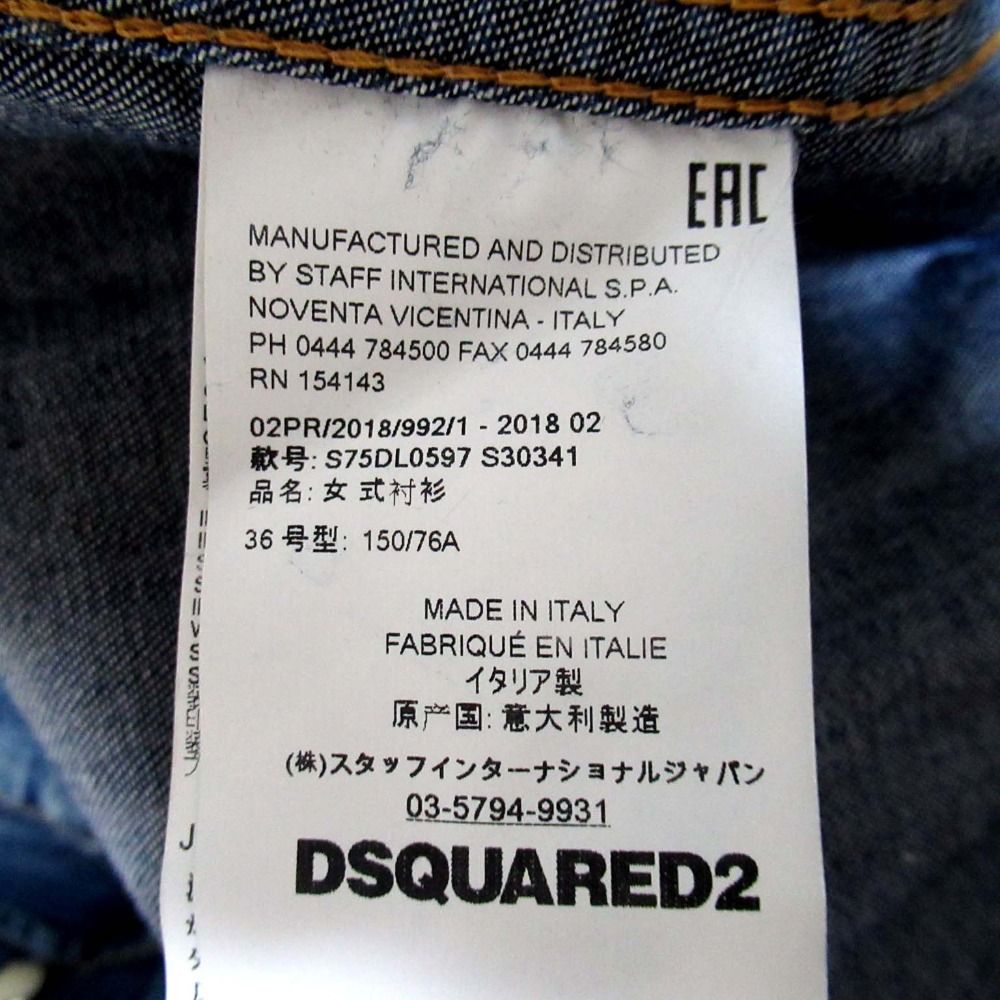 EAC
MANUFACTURED AND DISTRIBUTED
BY STAFF INTERNATIONAL S.P.A.
NOVENTA VICENTINA - ITALY
PH 0444 784500 FAX 0444 784580
RN 154143
02PR/2018/992/1 - 2018 02
款号: S75DL0597 S30341
品名: 女 式衬衫
36 号型: 150/76A
MADE IN ITALY
FABRIQUÉ EN ITALIE
イタリア製
原产国: 意大利製造
(株)スタッフインターナショナルジャパン
03-5794-9931
DSQUARED2